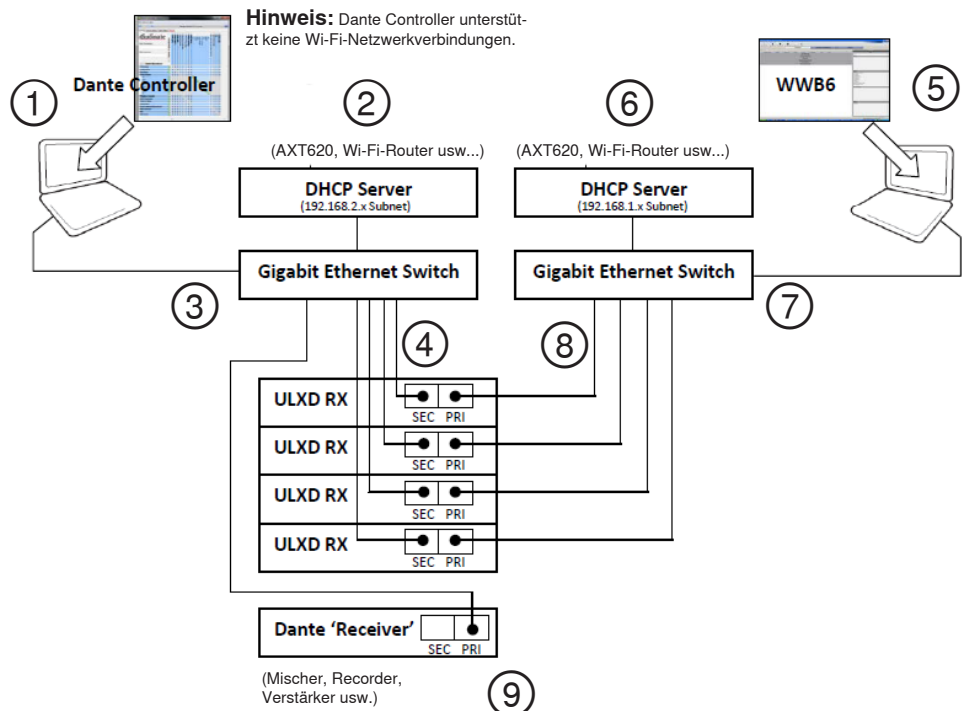 Hinweis: Dante Controller unterstüt-
zt keine Wi-Fi-Netzwerkverbindungen.
Dante Controller
WWB6
1
2
6
5
(AXT620, Wi-Fi-Router usw...)
(AXT620, Wi-Fi-Router usw...)
DHCP Server
(192.168.2.x Subnet)
DHCP Server
(192.168.1.x Subnet)
Gigabit Ethernet Switch
Gigabit Ethernet Switch
3
7
4
8
ULXD RX
SEC PRI
ULXD RX
SEC PRI
ULXD RX
SEC PRI
ULXD RX
SEC PRI
Dante ‘Receiver’
SEC PRI
(Mischer, Recorder,
Verstärker usw.)
9